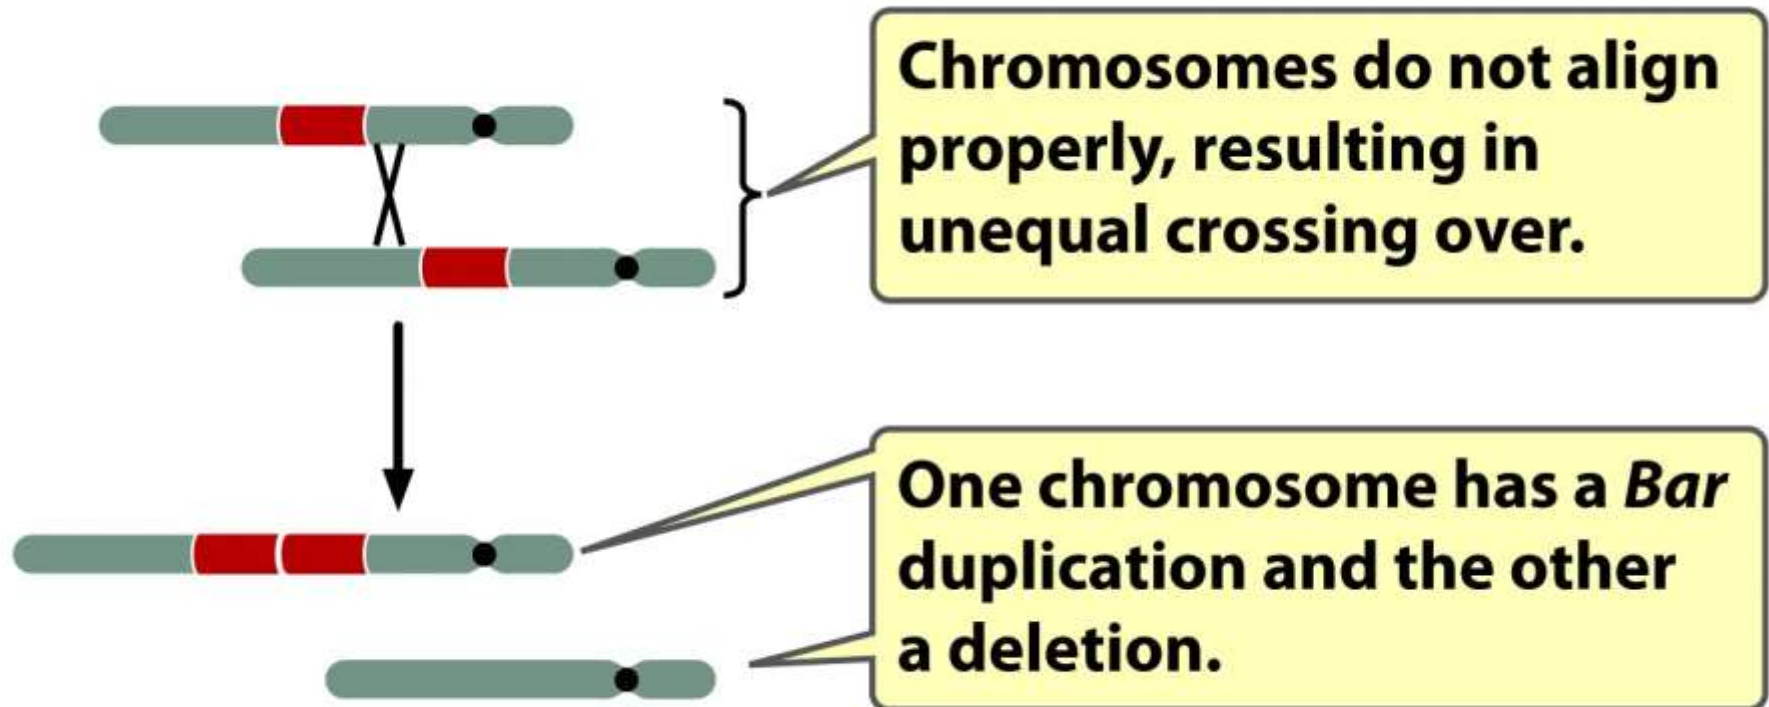 Chromosomes do not align
properly, resulting in
unequal crossing over.
One chromosome has a Bar
duplication and the other
a deletion.